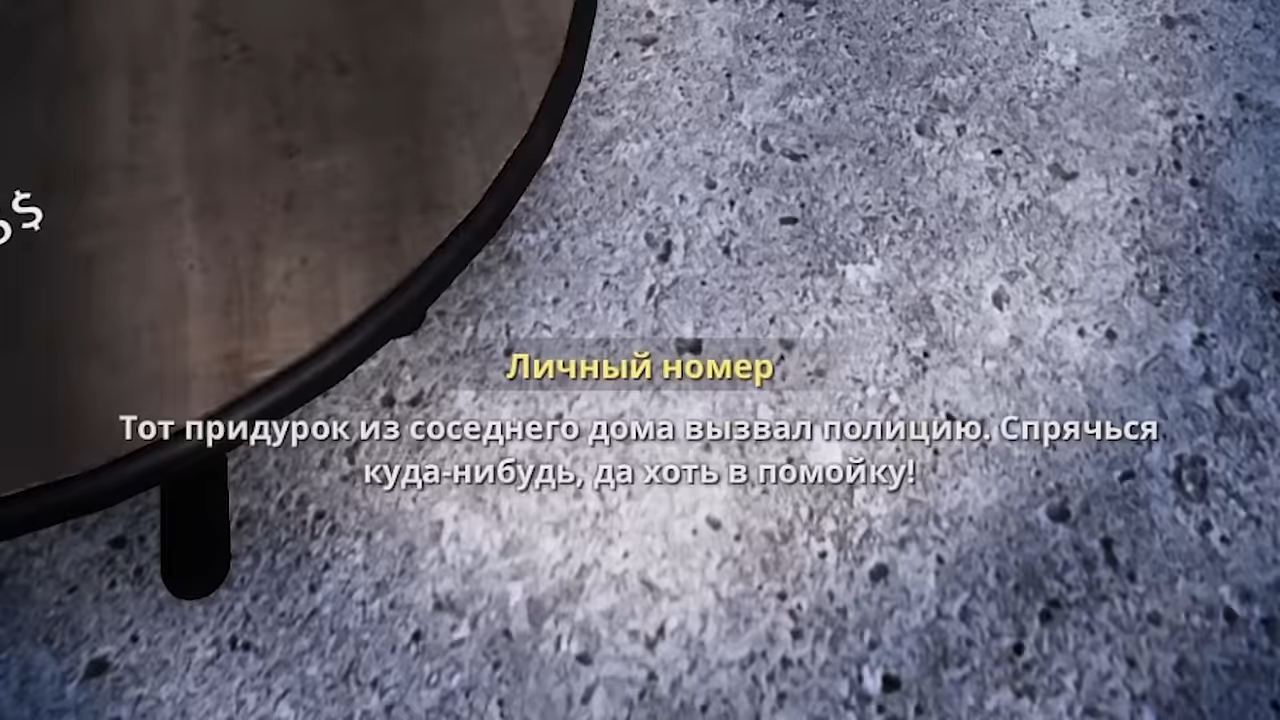 Личный номер
Тот придурок из соседнего дома вызвал полицию. Спрячься
куда-нибудь, да хоть в помойку!